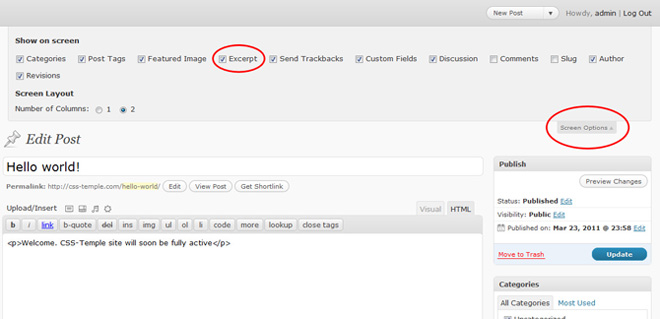 New Post Howdy, admin | Log Out
Show on screen
Categories Post Tags Featured Image Excerpt Send Trackbacks Custom Fields Discussion Comments Slug Author
Revisions
Screen Layout
Number of Columns: 1 2
Screen Options
Edit Post
Hello world!
Permalink: http://css-temple.com/hello-world/ Edit View Post Get Shortlink
Upload/Insert Visual HTML
b i link b-quote del ins img ul ol li code more lookup close tags
<p>Welcome. CSS-Temple site will soon be fully active</p>
Publish
Preview Changes
Status: Published Edit
Visibility: Public Edit
Published on: Mar 23, 2011 @ 23:58 Edit
Move to Trash Update
Categories
All Categories Most Used
Uncategorized